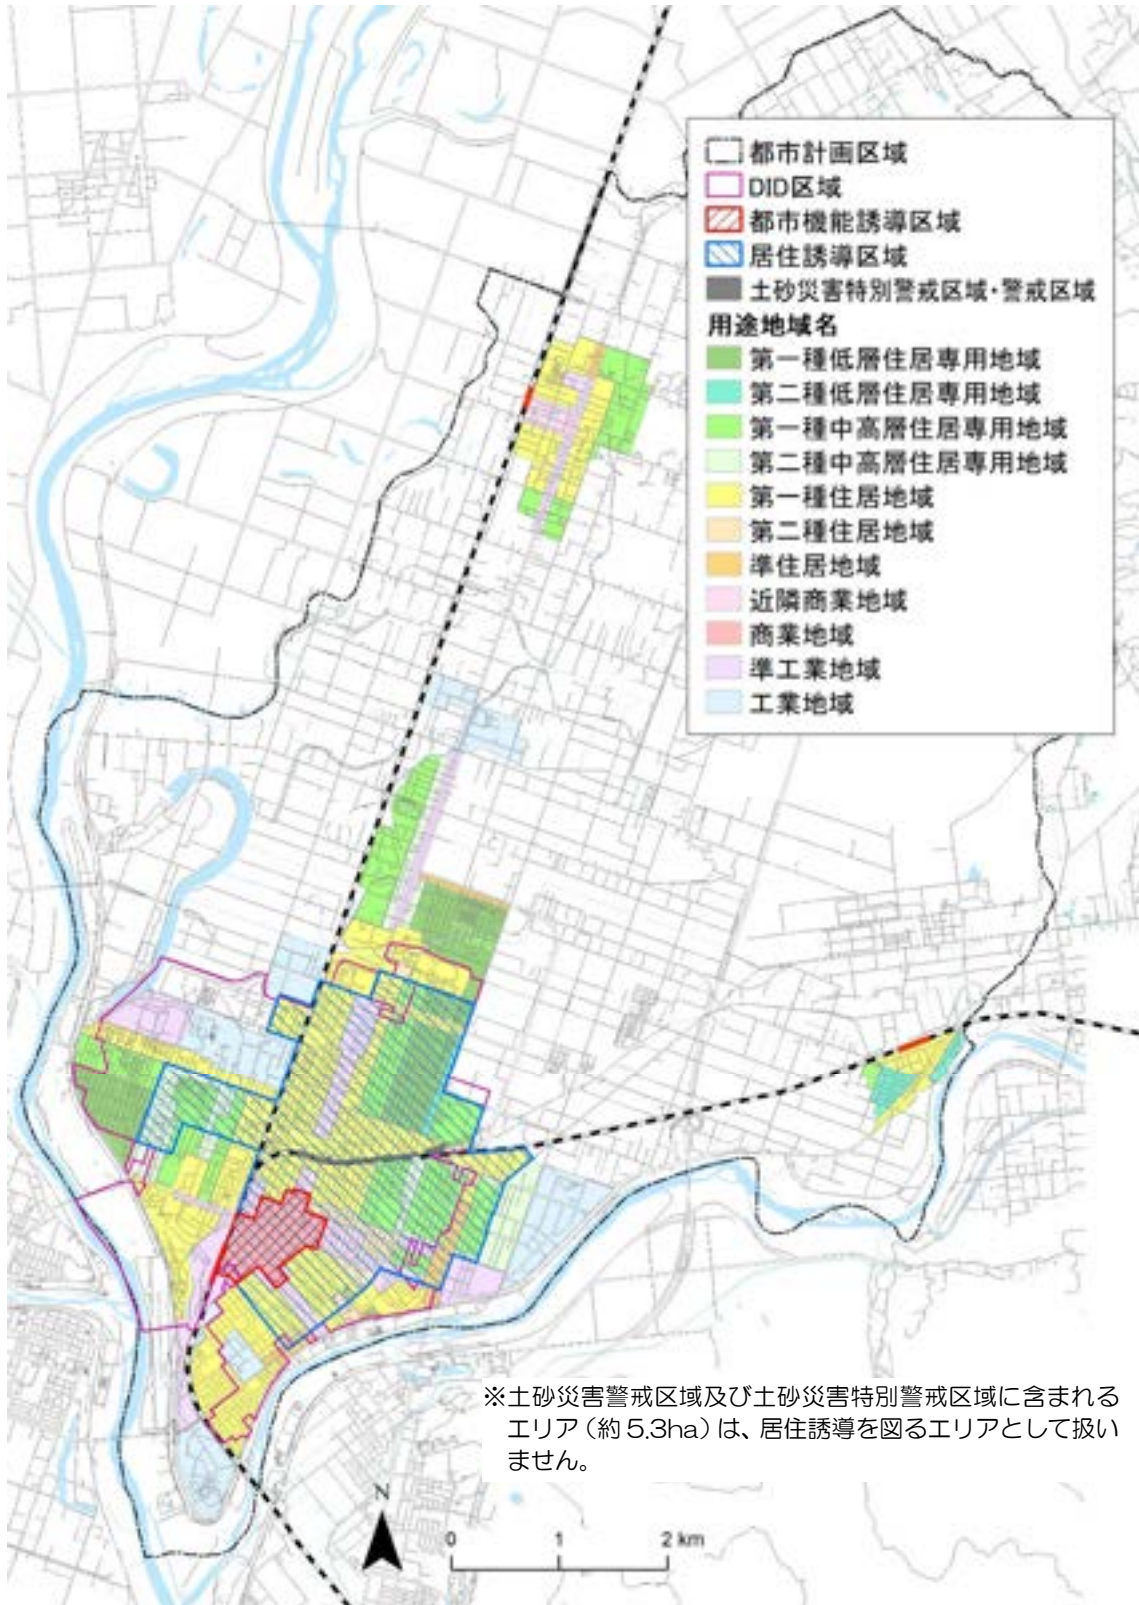 都市計画区域
DID区域
都市機能誘導区域
居住誘導区域
土砂災害特別警戒区域・警戒区域
用途地域名
第一種低層住居専用地域
第二種低層住居専用地域
第一種中高層住居専用地域
第二種中高層住居専用地域
第一種住居地域
第二種住居地域
準住居地域
近隣商業地域
商業地域
準工業地域
工業地域
※土砂災害警戒区域及び土砂災害特別警戒区域に含まれる
エリア（約5.3ha）は、居住誘導を図るエリアとして扱い
ません。
N
0 1 2 km